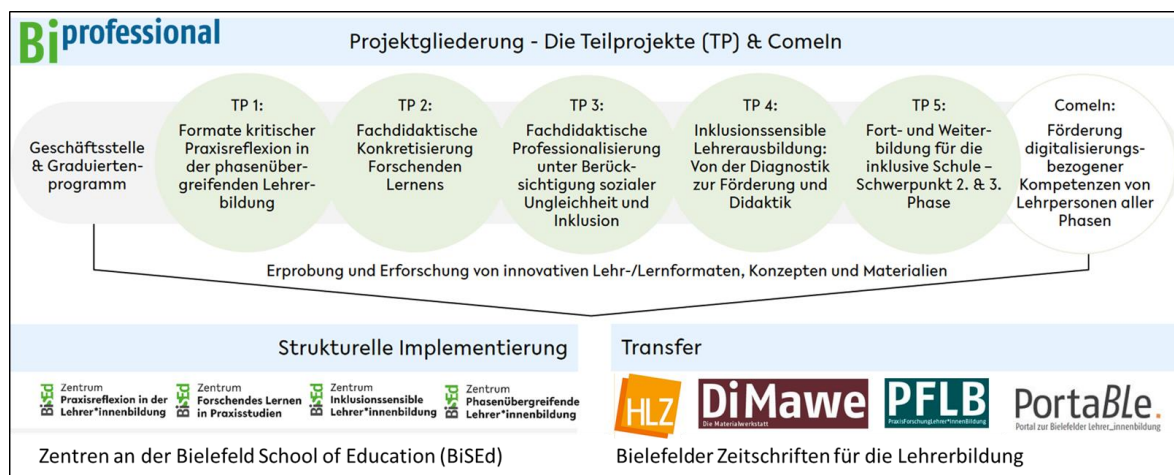 Biprofessional
Projektgliederung - Die Teilprojekte (TP) & ComeIn
Geschäftsstelle
& Graduierten-
programm
TP 1:
Formate kritischer
Praxisreflexion in
der phasenüber-
greifenden Lehrer-
bildung
TP 2:
Fachdidaktische
Konkretisierung
Forschenden
Lernens
TP 3:
Fachdidaktische
Professionalisierung
unter Berück-
sichtigung sozialer
Ungleichheit und
Inklusion
TP 4:
Inklusionssensible
Lehrerausbildung:
Von der Diagnostik
zur Förderung und
Didaktik
TP 5:
Fort- und Weiter-
bildung für die
inklusive Schule –
Schwerpunkt 2. & 3.
Phase
ComeIn:
Förderung
digitalisierungs-
bezogener
Kompetenzen von
Lehrpersonen aller
Phasen
Erprobung und Erforschung von innovativen Lehr-/Lernformaten, Konzepten und Materialien
Strukturelle Implementierung
BiSEd
Zentrum
Praxisreflexion in der
Lehrer*innenbildung
BiSEd
Zentrum
Forschendes Lernen
in Praxisstudien
BiSEd
Zentrum
Inklusionssensible
Lehrer*innenbildung
BiSEd
Zentrum
Phasenübergreifende
Lehrer*innenbildung
Zentren an der Bielefeld School of Education (BiSEd)
Transfer
HLZ
DiMawe
Die Materialwerkstatt
PFLB
PraxisForschungLehrer*innenBildung
PortaBle.
Portal zur Bielefelder Lehrer_innenbildung
Bielefelder Zeitschriften für die Lehrerbildung